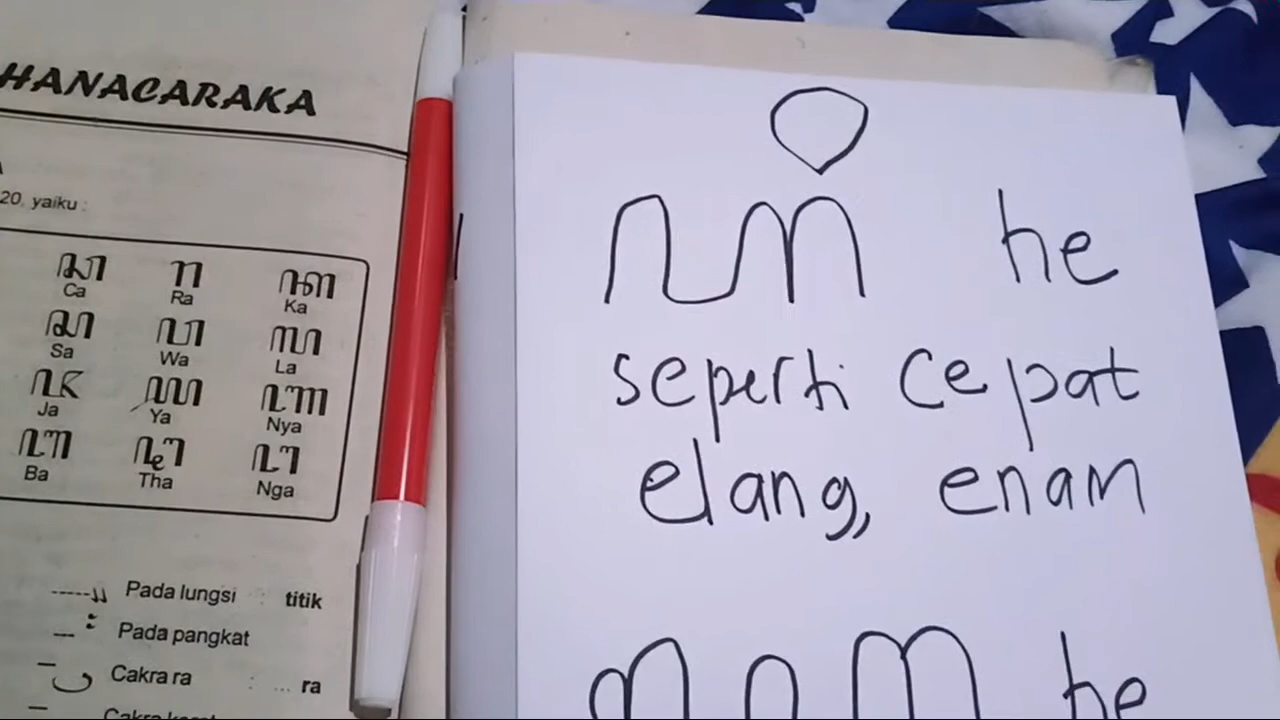 HANACARAKA
20, yaiku :
ꦕ ꦫ ꦏ
Ca Ra Ka
ꦱ ꦮ ꦭ
Sa Wa La
ꦗ ꦪ ꦚ
Ja Ya Nya
ꦧ ꦛ ꦔ
Ba Tha Nga
Pada lungsi : titik
Pada pangkat
Cakra ra : ... ra
ꦲꦼ he
seperti cepat
elang, enam
he